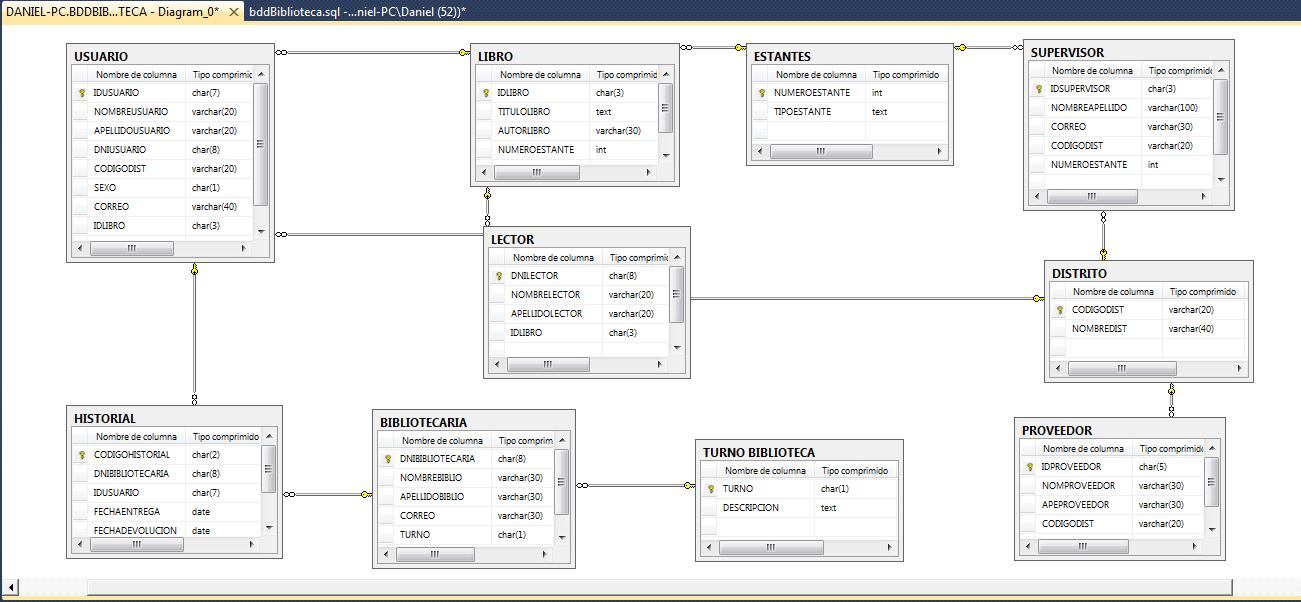 DANIEL-PC.BDDBIB...TECA - Diagram_0*
bddBiblioteca.sql -...niel-PC\Daniel (52))*
USUARIO
Nombre de columna Tipo comprimic
IDUSUARIO char(7)
NOMBREUSUARIO varchar(20)
APELLIDOUSUARIO varchar(20)
DNIUSUARIO char(8)
CODIGODIST varchar(20)
SEXO char(1)
CORREO varchar(40)
IDLIBRO char(3)
LIBRO
Nombre de columna Tipo comprimid
IDLIBRO char(3)
TITULOLIBRO text
AUTORLIBRO varchar(30)
NUMEROESTANTE int
ESTANTES
Nombre de columna Tipo comprimido
NUMEROESTANTE int
TIPOESTANTE text
SUPERVISOR
Nombre de columna Tipo comprimic
IDSUPERVISOR char(3)
NOMBREAPELLIDO varchar(100)
CORREO varchar(30)
CODIGODIST varchar(20)
NUMEROESTANTE int
LECTOR
Nombre de columna Tipo comprimic
DNILECTOR char(8)
NOMBRELECTOR varchar(20)
APELLIDOLECTOR varchar(20)
IDLIBRO char(3)
DISTRITO
Nombre de columna Tipo comprimido
CODIGODIST varchar(20)
NOMBREDIST varchar(40)
HISTORIAL
Nombre de columna Tipo comprimido
CODIGOHISTORIAL char(2)
DNIBIBLIOTECARIA char(8)
IDUSUARIO char(7)
FECHAENTREGA date
FECHADEVOLUCION date
BIBLIOTECARIA
Nombre de columna Tipo comprim
DNIBIBLIOTECARIA char(8)
NOMBREBIBLIO varchar(30)
APELLIDOBIBLIO varchar(30)
CORREO varchar(30)
TURNO char(1)
TURNO BIBLIOTECA
Nombre de columna Tipo comprimido
TURNO char(1)
DESCRIPCION text
PROVEEDOR
Nombre de columna Tipo comprimidc
IDPROVEEDOR char(5)
NOMPROVEEDOR varchar(30)
APEPROVEEDOR varchar(30)
CODIGODIST varchar(20)